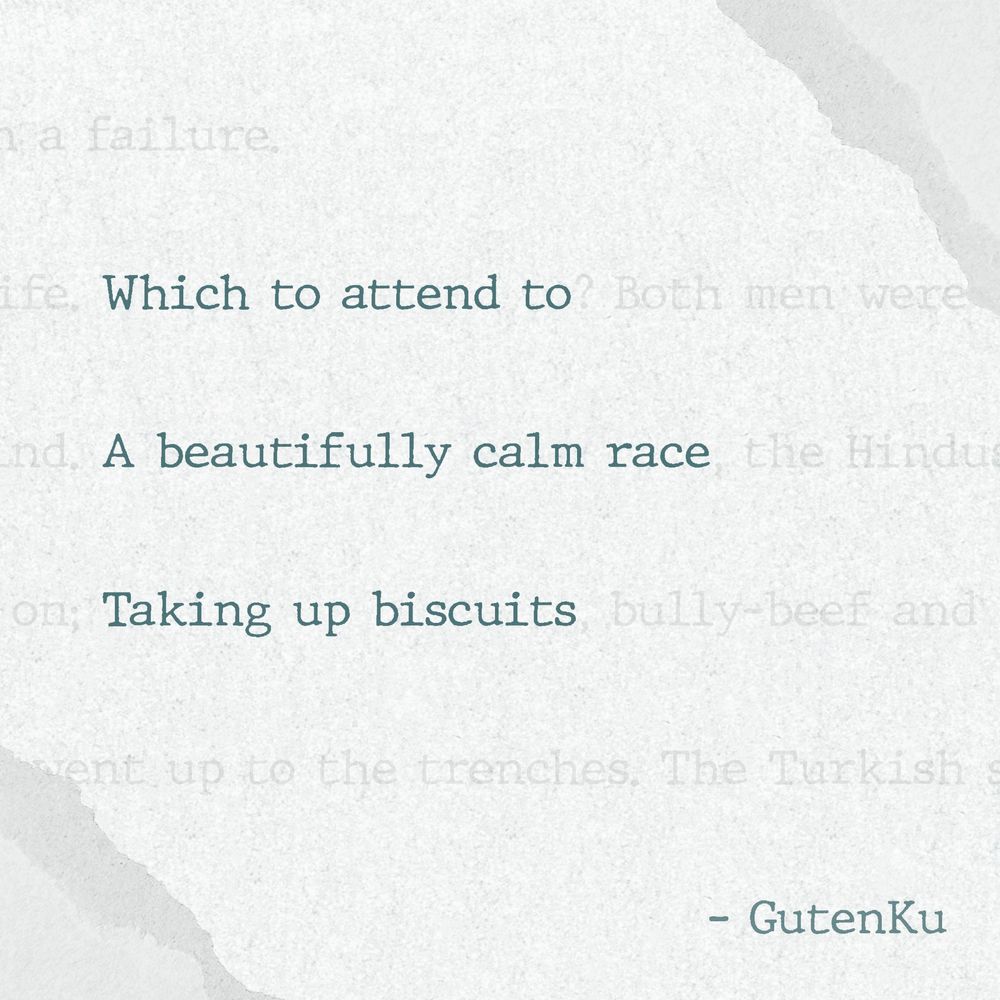 a failure.
ife. Which to attend to? Both men were
nd. A beautifully calm race, the Hindus
on; Taking up biscuits, bully-beef and
went up to the trenches. The Turkish s
- GutenKu